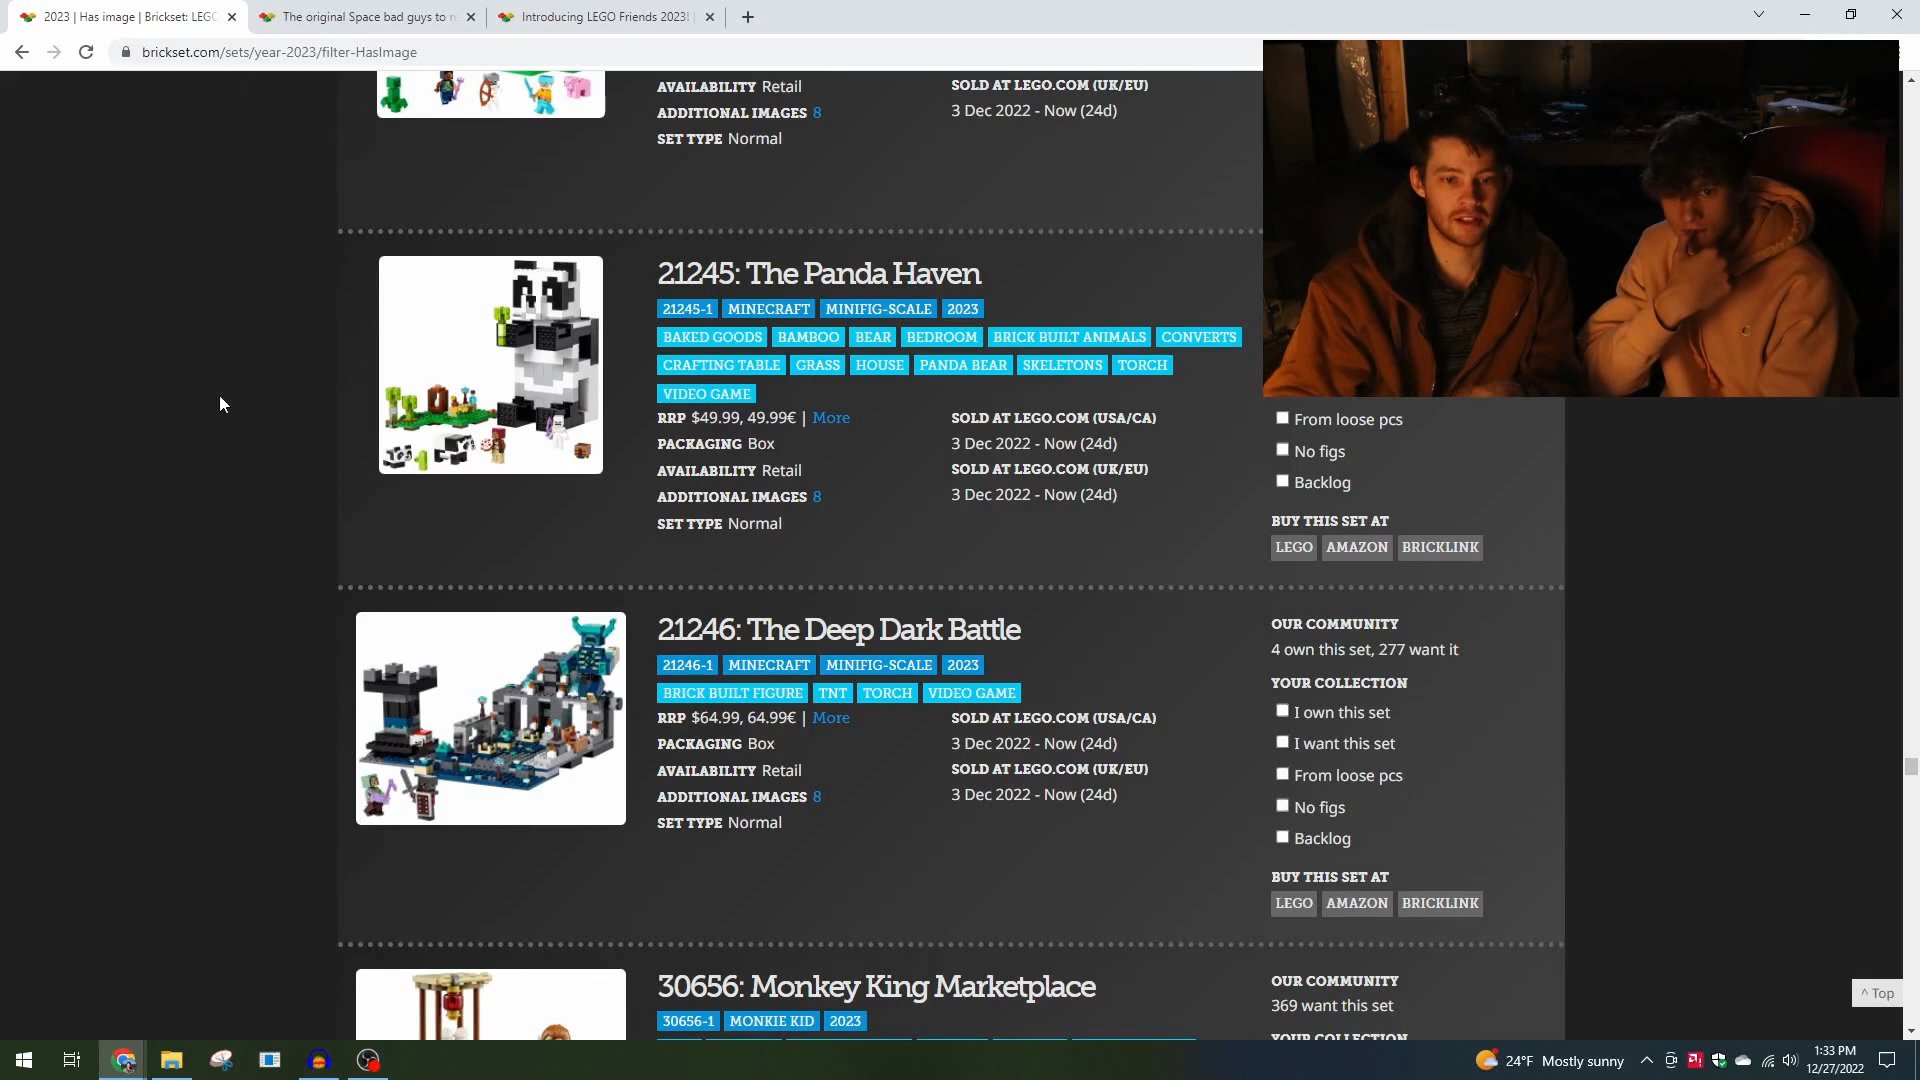 2023 | Has image | Brickset: LEGO
The original Space bad guys to r
Introducing LEGO Friends 2023!
brickset.com/sets/year-2023/filter-HasImage
AVAILABILITY Retail
SOLD AT LEGO.COM (UK/EU)
ADDITIONAL IMAGES 8
3 Dec 2022 - Now (24d)
SET TYPE Normal
21245: The Panda Haven
21245-1 MINECRAFT MINIFIG-SCALE 2023
BAKED GOODS BAMBOO BEAR BEDROOM BRICK BUILT ANIMALS CONVERTS
CRAFTING TABLE GRASS HOUSE PANDA BEAR SKELETONS TORCH
VIDEO GAME
RRP $49.99, 49.99€ | More
SOLD AT LEGO.COM (USA/CA)
PACKAGING Box
3 Dec 2022 - Now (24d)
AVAILABILITY Retail
SOLD AT LEGO.COM (UK/EU)
ADDITIONAL IMAGES 8
3 Dec 2022 - Now (24d)
SET TYPE Normal
From loose pcs
No figs
Backlog
BUY THIS SET AT
LEGO AMAZON BRICKLINK
21246: The Deep Dark Battle
21246-1 MINECRAFT MINIFIG-SCALE 2023
BRICK BUILT FIGURE TNT TORCH VIDEO GAME
RRP $64.99, 64.99€ | More
SOLD AT LEGO.COM (USA/CA)
PACKAGING Box
3 Dec 2022 - Now (24d)
AVAILABILITY Retail
SOLD AT LEGO.COM (UK/EU)
ADDITIONAL IMAGES 8
3 Dec 2022 - Now (24d)
SET TYPE Normal
OUR COMMUNITY
4 own this set, 277 want it
YOUR COLLECTION
I own this set
I want this set
From loose pcs
No figs
Backlog
BUY THIS SET AT
LEGO AMAZON BRICKLINK
30656: Monkey King Marketplace
30656-1 MONKIE KID 2023
OUR COMMUNITY
369 want this set
YOUR COLLECTION
^ Top
24°F Mostly sunny
1:33 PM
12/27/2022